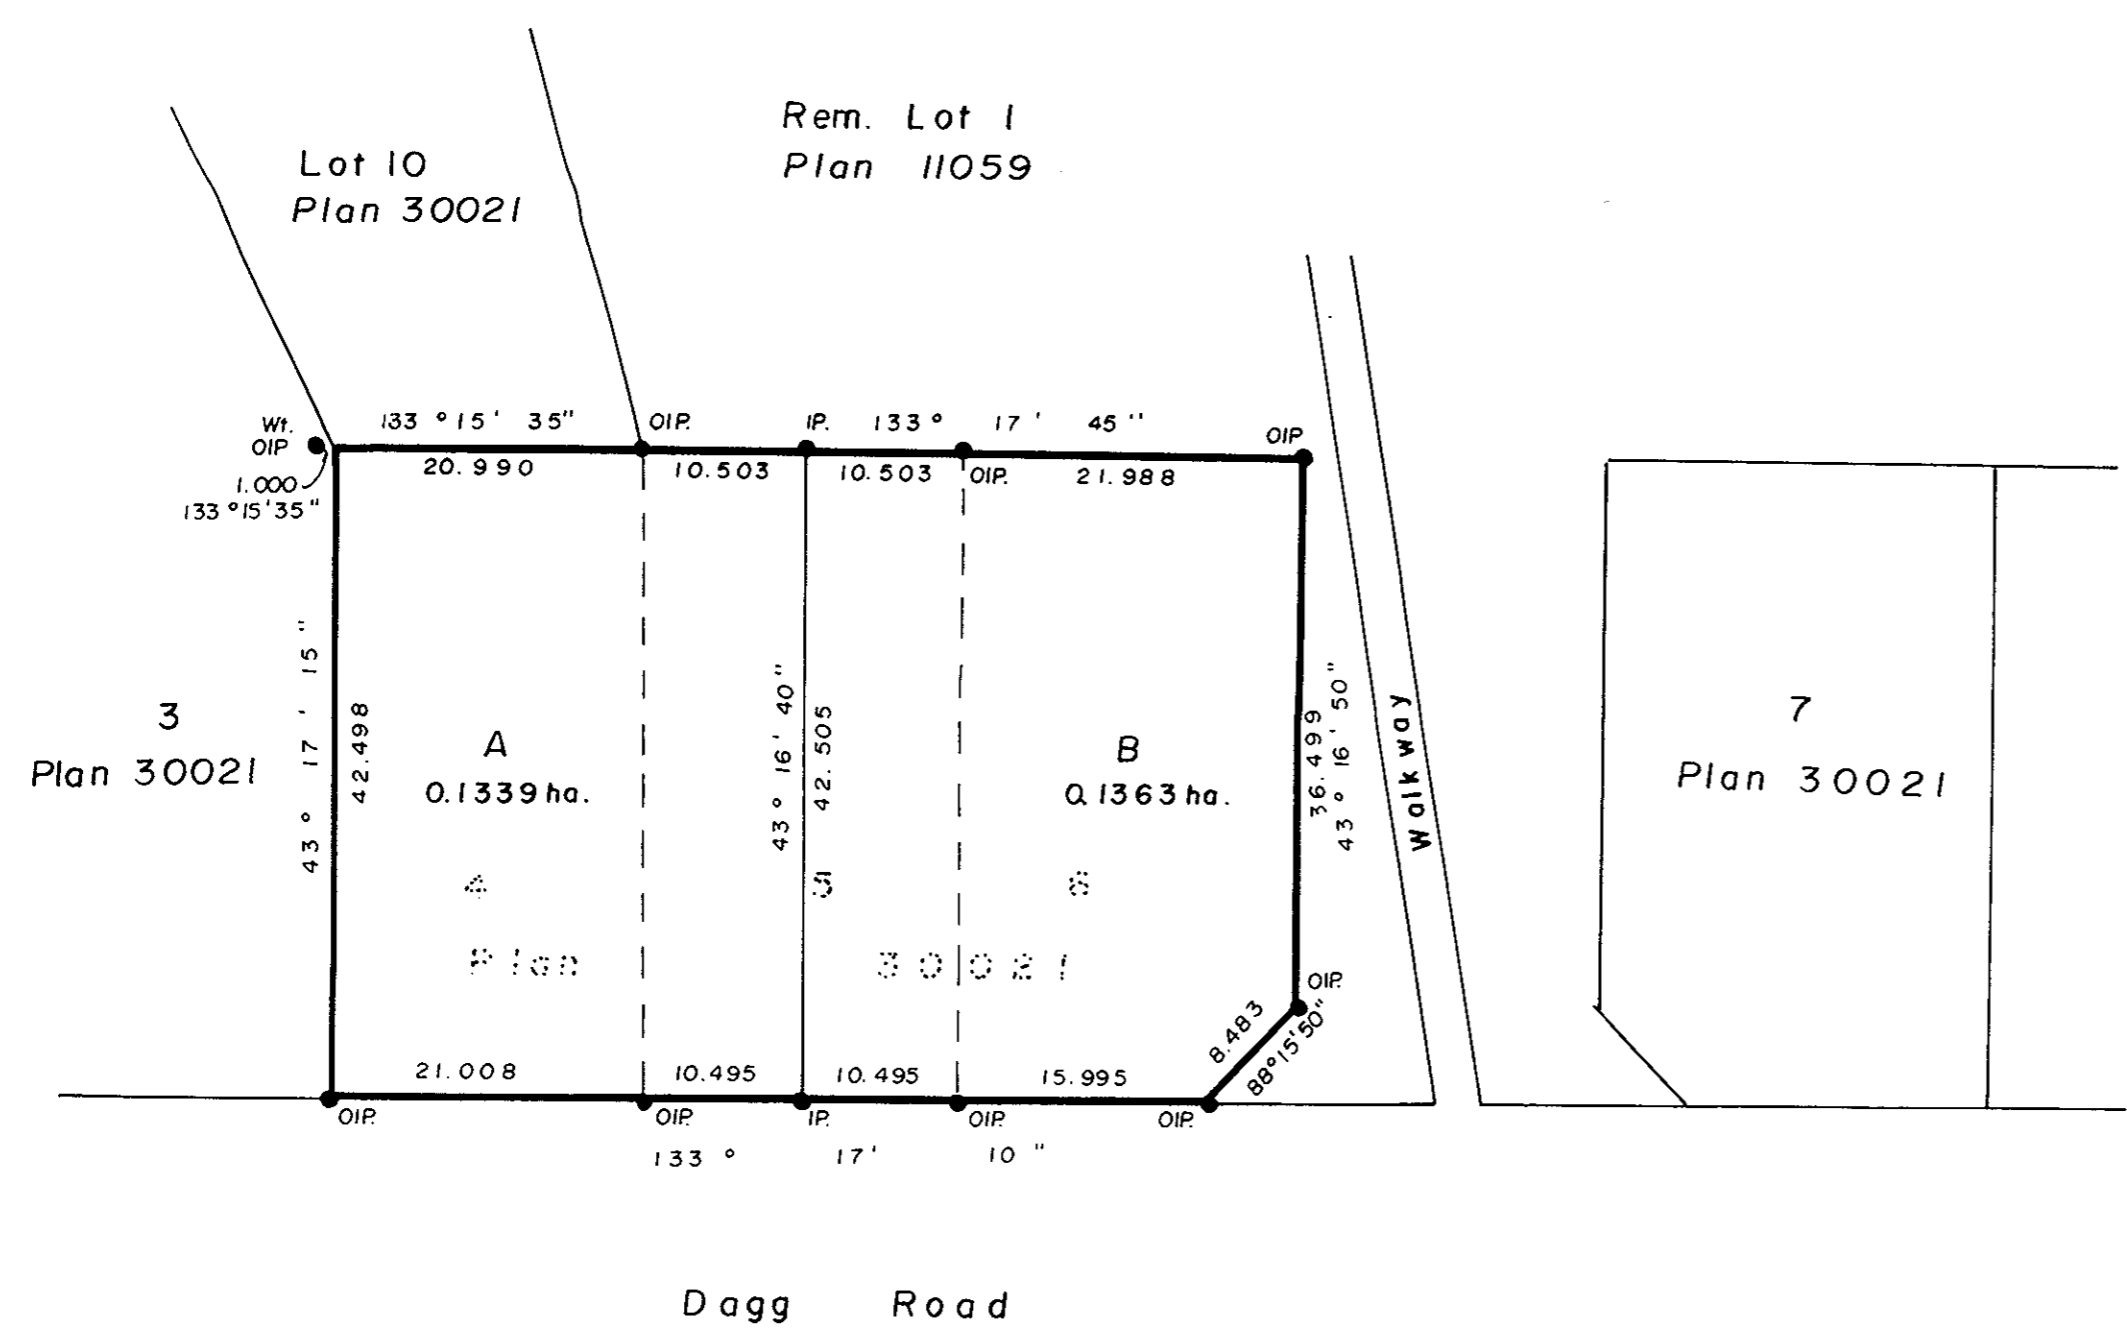 Rem. Lot 1
Plan 11059
Lot 10
Plan 30021
Wt.
OIP
133°15' 35"
OIP.
IP.
133° 17' 45"
OIP
20.990
10.503
10.503
OIP.
21.988
1.000
133°15'35"
43° 17' 15"
42.498
43° 16' 40"
42.505
36.499
43° 16' 50"
Walkway
3
Plan 30021
A
0.1339 ha.
B
0.1363 ha.
7
Plan 30021
4
5
6
Plan 30021
OIP.
8.483
88°15'50"
21.008
10.495
10.495
15.995
OIP.
OIP.
IP.
OIP.
OIP.
133° 17' 10"
Dagg Road